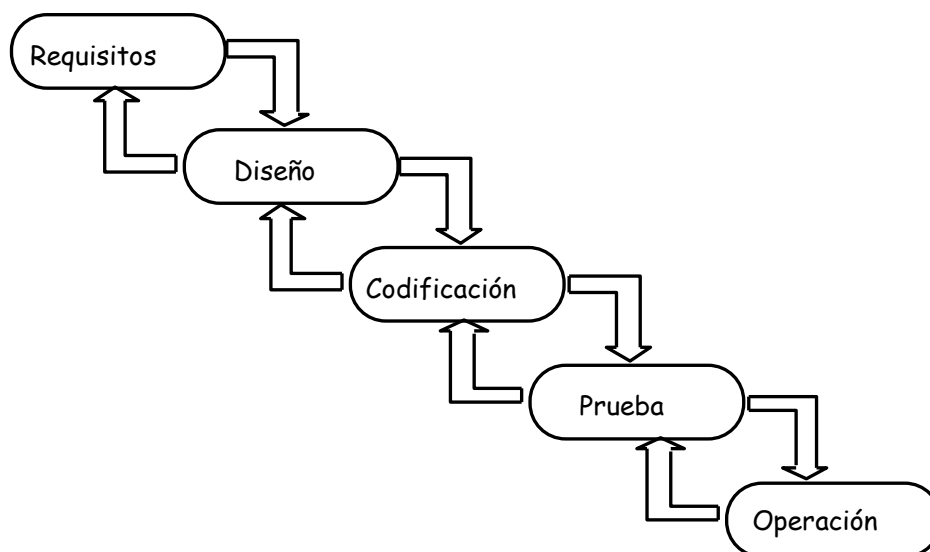 Requisitos
Diseño
Codificación
Prueba
Operación